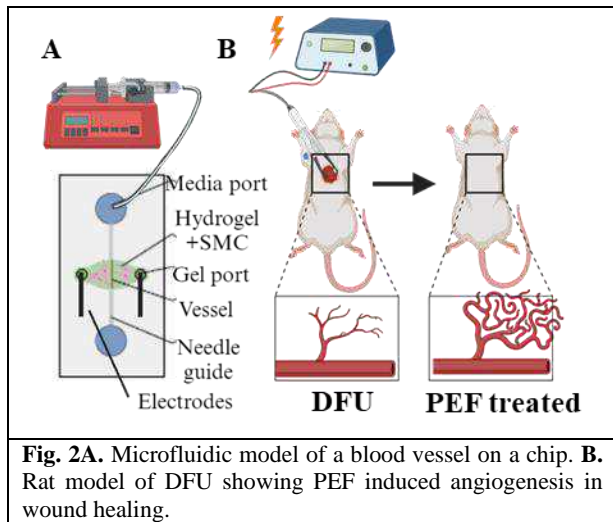 A
B
Media port
Hydrogel
+SMC
Gel port
Vessel
Needle
guide
Electrodes
DFU
PEF treated
Fig. 2A. Microfluidic model of a blood vessel on a chip. B.
Rat model of DFU showing PEF induced angiogenesis in
wound healing.